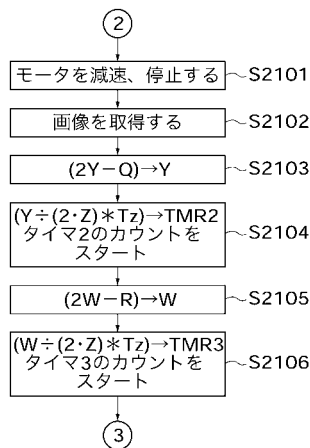 2
モータを減速、停止する
S2101
画像を取得する
S2102
(2Y−Q)→Y
S2103
(Y÷(2・Z)*Tz)→TMR2
タイマ2のカウントを
スタート
S2104
(2W−R)→W
S2105
(W÷(2・Z)*Tz)→TMR3
タイマ3のカウントを
スタート
S2106
3